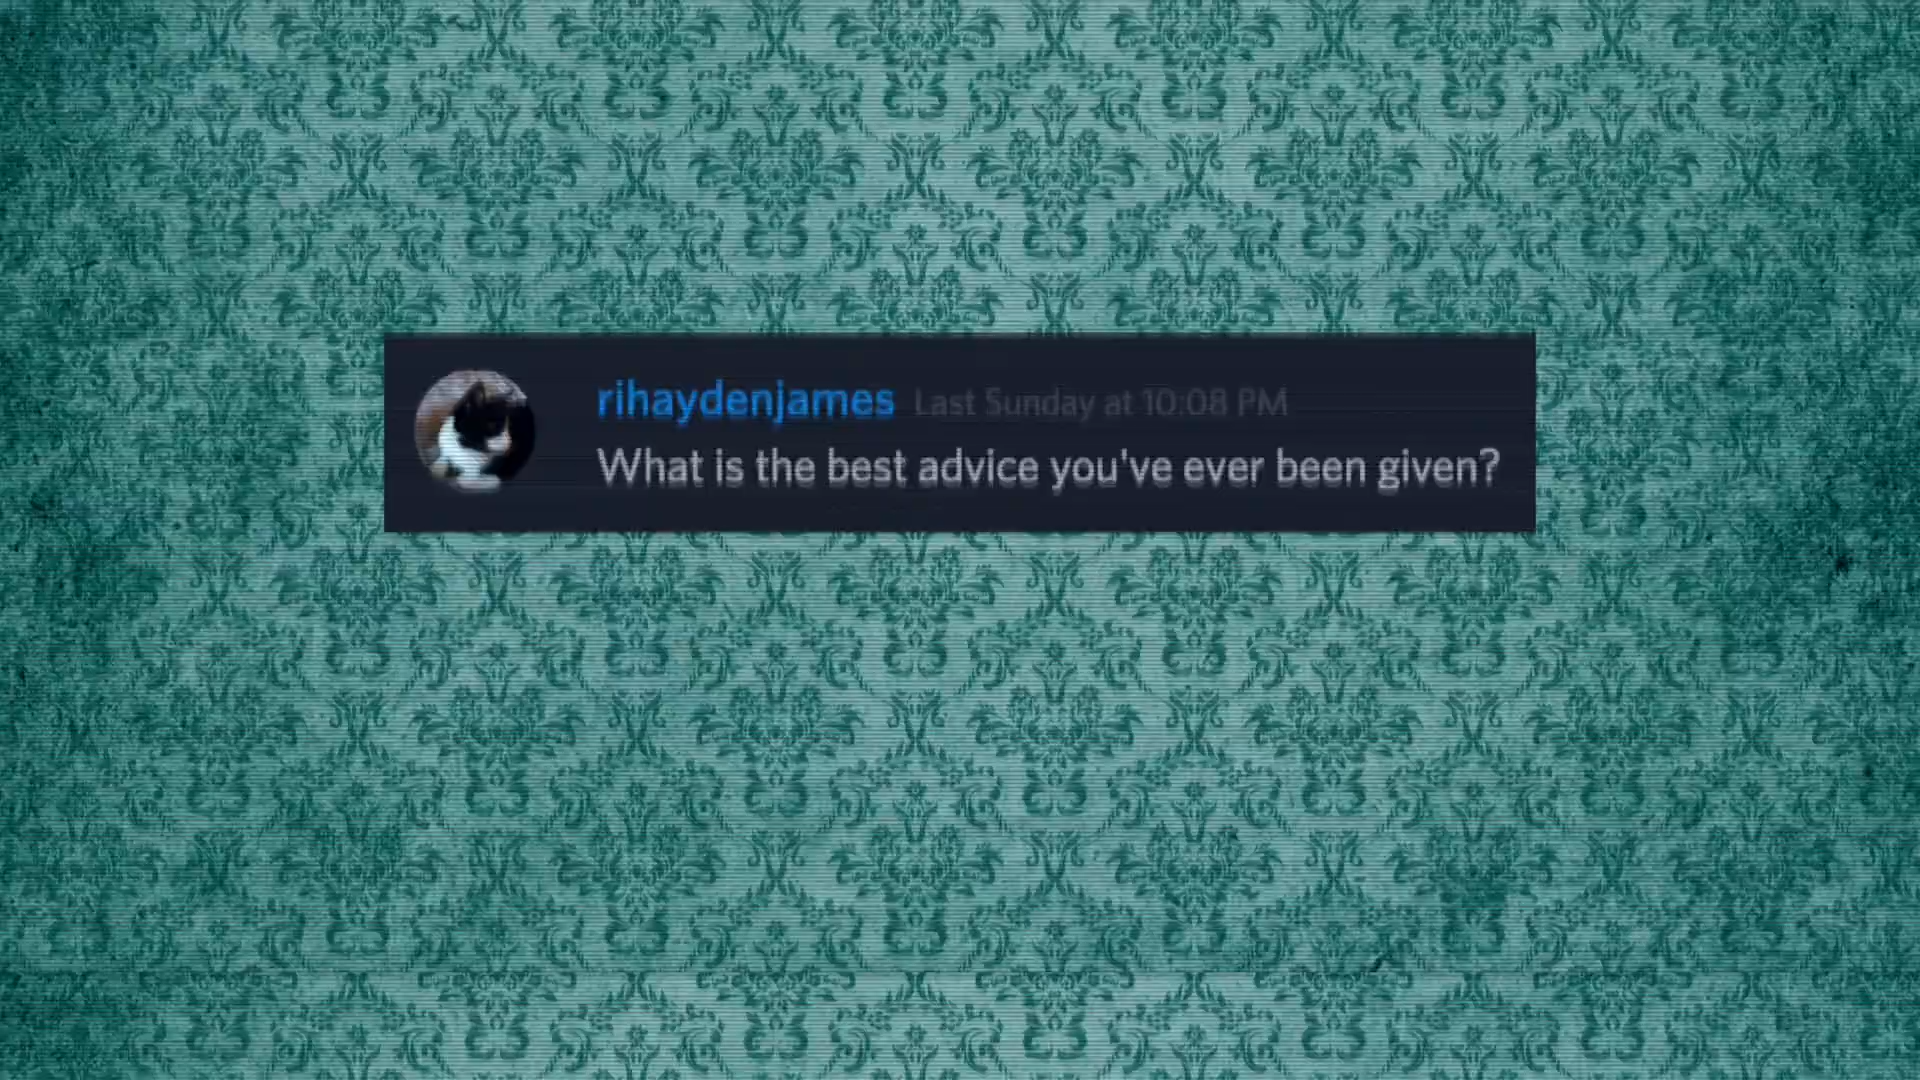 rihaydenjames Last Sunday at 10:08 PM
What is the best advice you've ever been given?